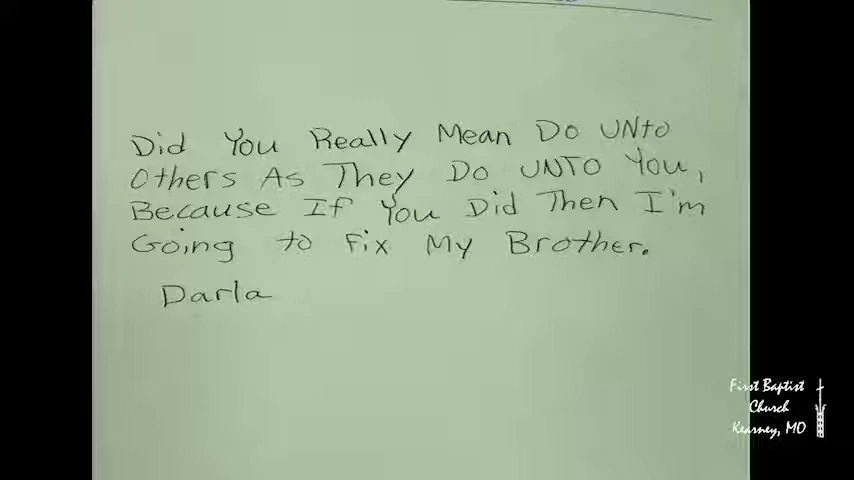 Did You Really Mean Do UNto
Others As They Do UNTO You,
Because If You Did Then I'm
Going to Fix My Brother.
Darla
First Baptist
Church
Kearney, MO